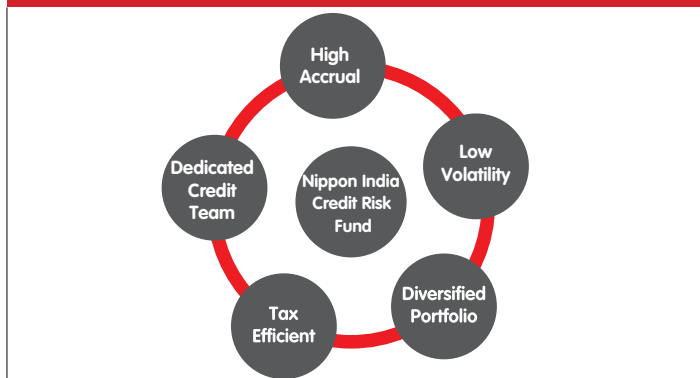 High
Accrual
Low
Volatility
Diversified
Portfolio
Tax
Efficient
Dedicated
Credit
Team
Nippon India
Credit Risk
Fund